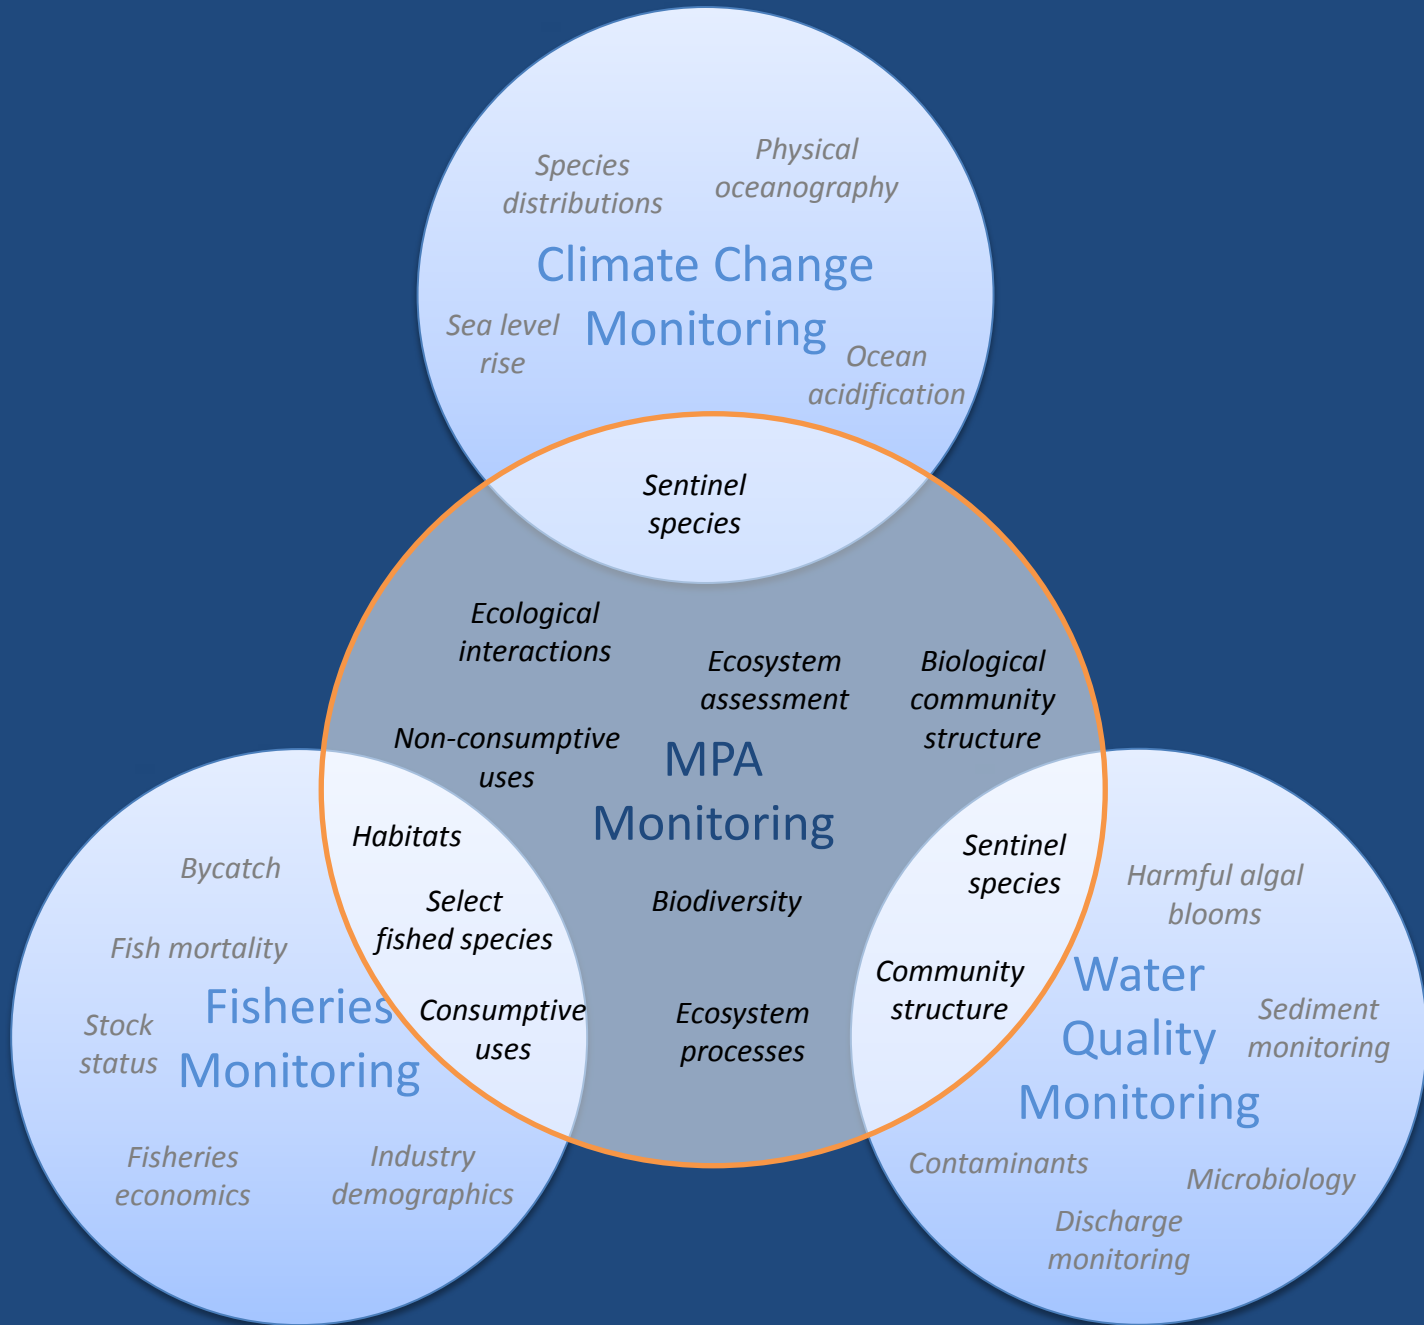 Species
distributions
Physical
oceanography
Climate Change
Monitoring
Sea level
rise
Ocean
acidification
Sentinel
species
Ecological
interactions
Ecosystem
assessment
Biological
community
structure
Non-consumptive
uses
MPA
Monitoring
Habitats
Select
fished species
Consumptive
uses
Biodiversity
Ecosystem
processes
Sentinel
species
Community
structure
Bycatch
Fish mortality
Stock
status
Fisheries
Monitoring
Fisheries
economics
Industry
demographics
Harmful algal
blooms
Water
Quality
Monitoring
Sediment
monitoring
Contaminants
Microbiology
Discharge
monitoring